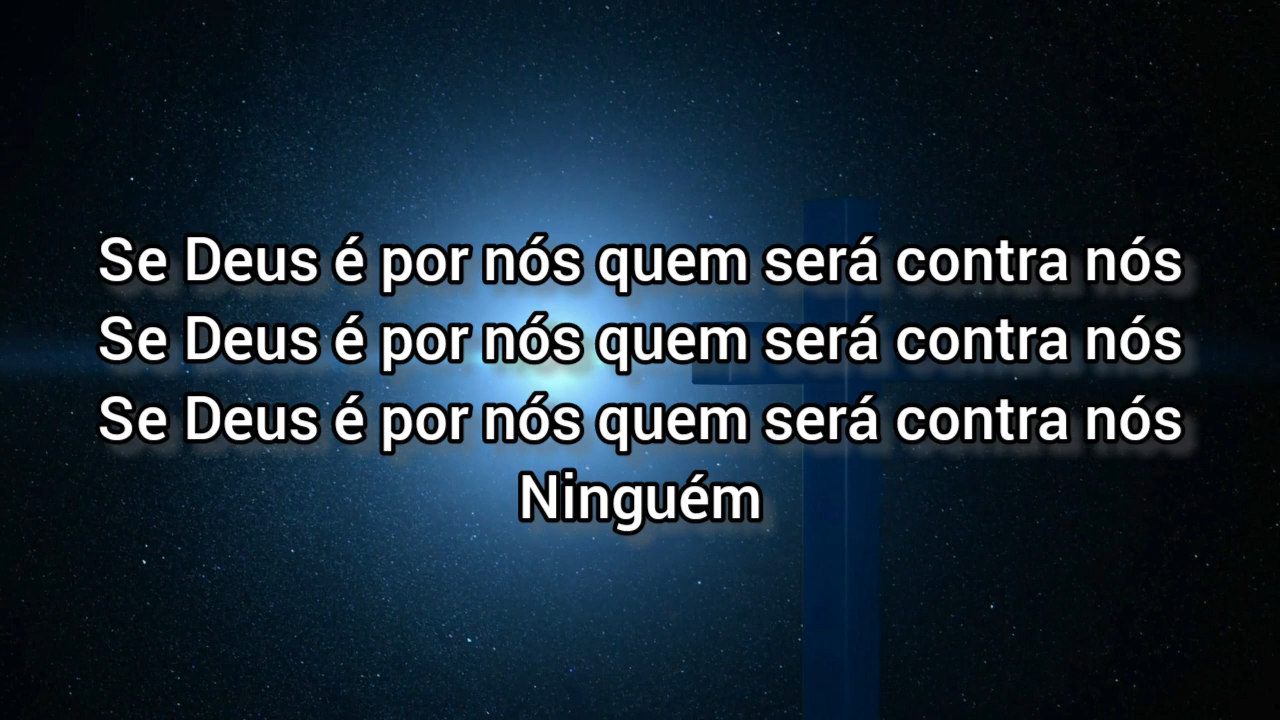 Se Deus é por nós quem será contra nós
Se Deus é por nós quem será contra nós
Se Deus é por nós quem será contra nós
Ninguém